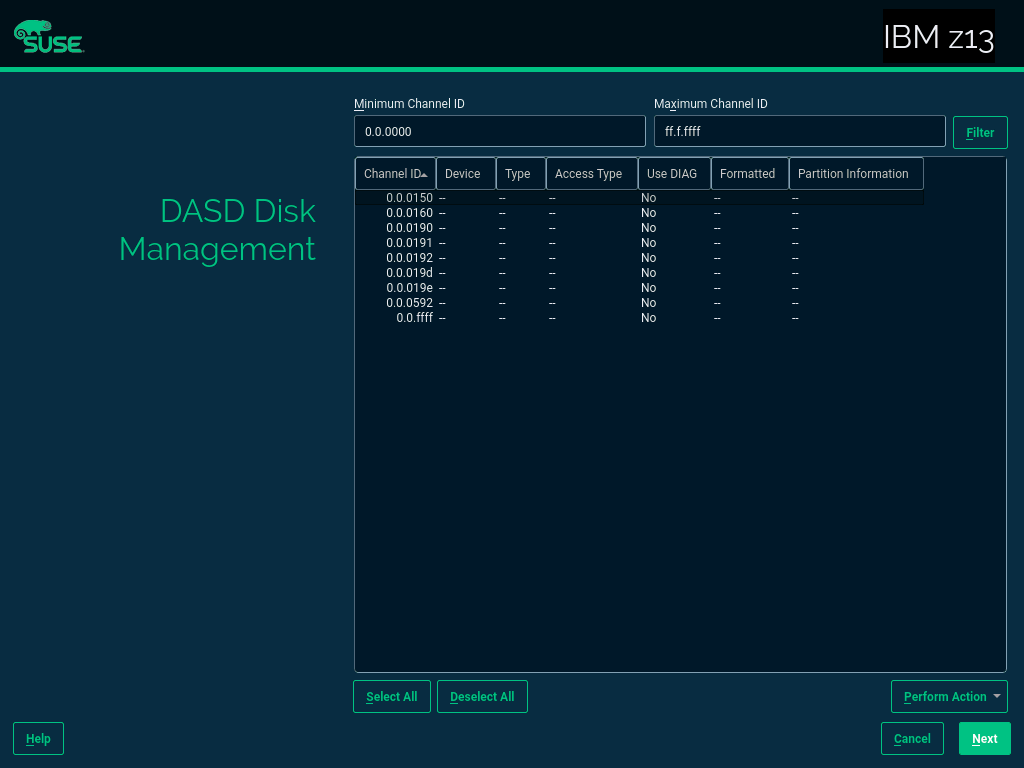 SUSE
IBM z13
Minimum Channel ID Maximum Channel ID
0.0.0000 ff.f.ffff Filter
Channel ID Device Type Access Type Use DIAG Formatted Partition Information
0.0.0150 -- -- -- No -- --
0.0.0160 -- -- -- No -- --
0.0.0190 -- -- -- No -- --
0.0.0191 -- -- -- No -- --
0.0.0192 -- -- -- No -- --
0.0.019d -- -- -- No -- --
0.0.019e -- -- -- No -- --
0.0.0592 -- -- -- No -- --
0.0.ffff -- -- -- No -- --
DASD Disk
Management
Select All Deselect All Perform Action
Help Cancel Next